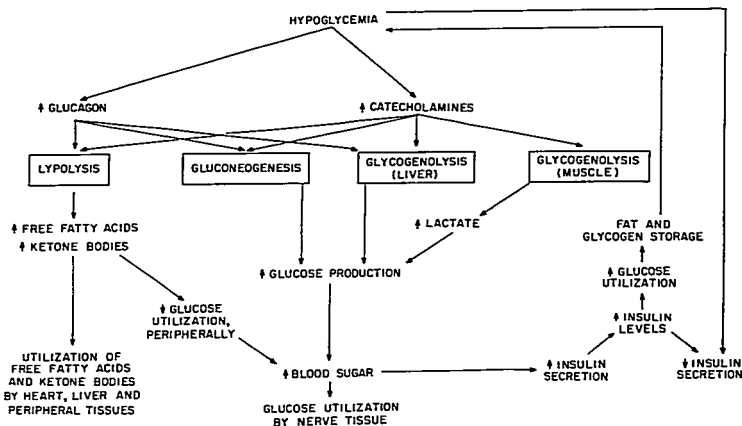 HYPOGLYCEMIA
↑ GLUCAGON
↑ CATECHOLAMINES
LYPOLYSIS
GLUCONEOGENESIS
GLYCOGENOLYSIS
(LIVER)
GLYCOGENOLYSIS
(MUSCLE)
↑ FREE FATTY ACIDS
↑ KETONE BODIES
↑ LACTATE
FAT AND
GLYCOGEN STORAGE
↑ GLUCOSE PRODUCTION
↑ GLUCOSE
UTILIZATION
↓ GLUCOSE
UTILIZATION,
PERIPHERALLY
↑ INSULIN
LEVELS
UTILIZATION OF
FREE FATTY ACIDS
AND KETONE BODIES
BY HEART, LIVER AND
PERIPHERAL TISSUES
↑ BLOOD SUGAR
↑ INSULIN
SECRETION
↓ INSULIN
SECRETION
GLUCOSE UTILIZATION
BY NERVE TISSUE